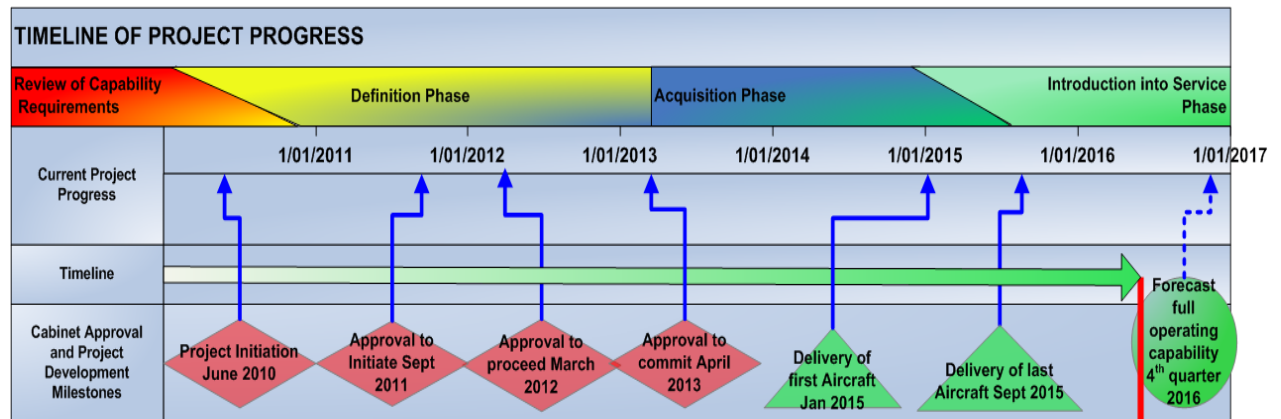 TIMELINE OF PROJECT PROGRESS
Review of Capability
Requirements
Definition Phase
Acquisition Phase
Introduction into Service
Phase
Current Project
Progress
1/01/2011
1/01/2012
1/01/2013
1/01/2014
1/01/2015
1/01/2016
1/01/2017
Timeline
Cabinet Approval
and Project
Development
Milestones
Project Initiation
June 2010
Approval to
Initiate Sept
2011
Approval to
proceed March
2012
Approval to
commit April
2013
Delivery of
first Aircraft
Jan 2015
Delivery of last
Aircraft Sept 2015
Forecast
full
operating
capability
4th quarter
2016